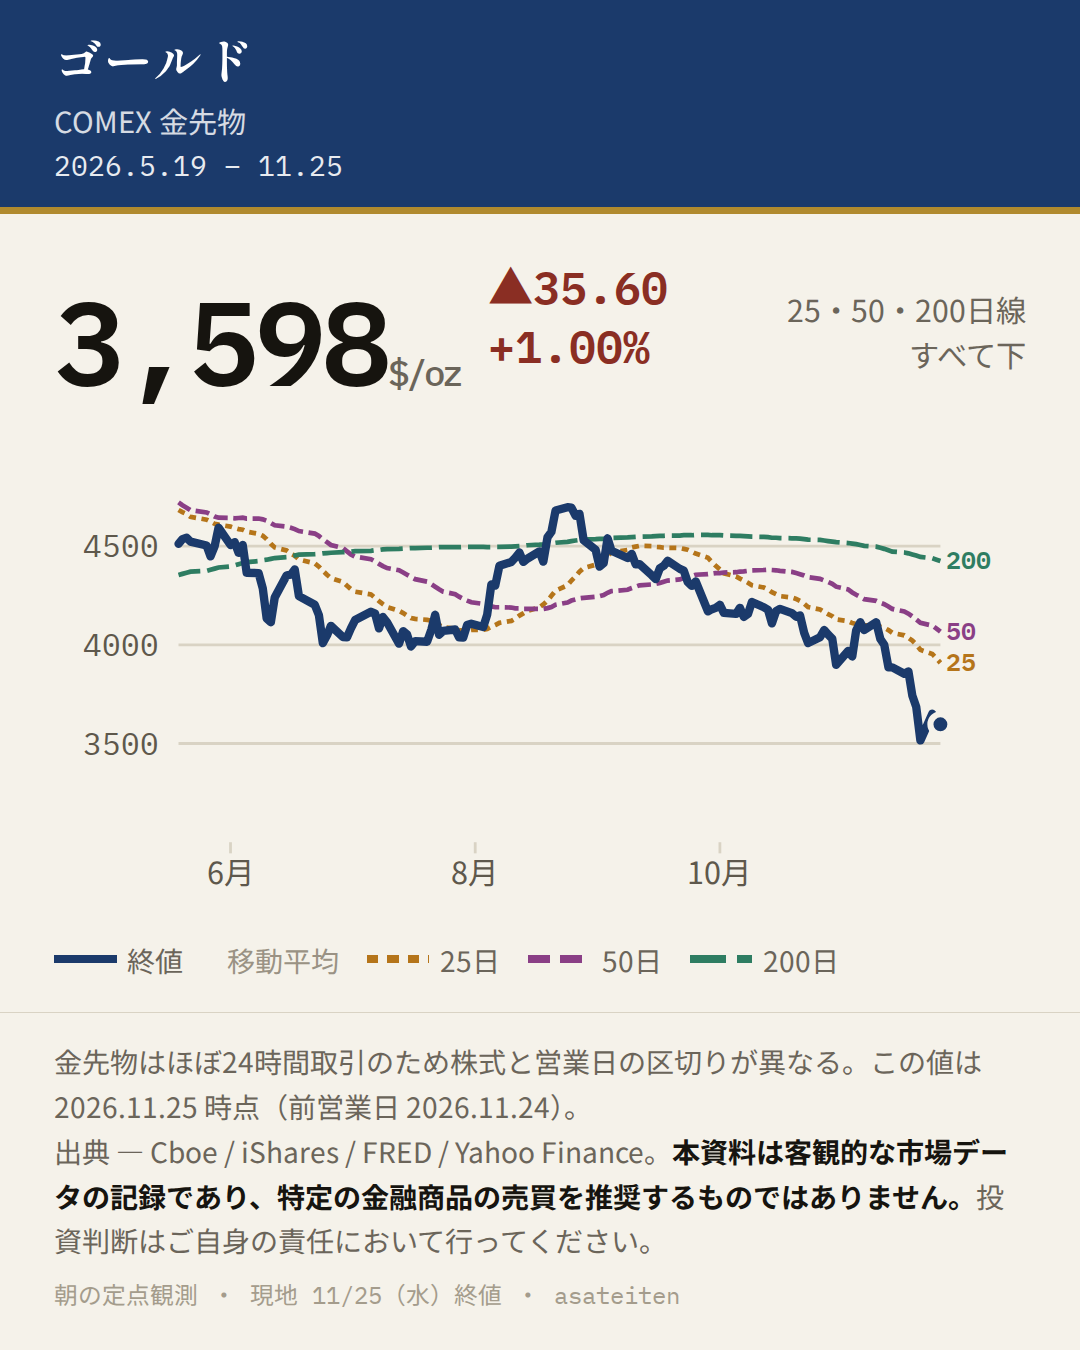 ゴールド
COMEX 金先物
2026.5.19 – 11.25
3,598$/oz
▲35.60
+1.00%
25・50・200日線
すべて下
4500
4000
3500
200
50
25
6月 8月 10月
終値 移動平均 25日 50日 200日
金先物はほぼ24時間取引のため株式と営業日の区切りが異なる。この値は
2026.11.25 時点（前営業日 2026.11.24）。
出典 — Cboe / iShares / FRED / Yahoo Finance。本資料は客観的な市場デー
タの記録であり、特定の金融商品の売買を推奨するものではありません。投
資判断はご自身の責任において行ってください。
朝の定点観測 ・ 現地 11/25（水）終値 ・ asateiten